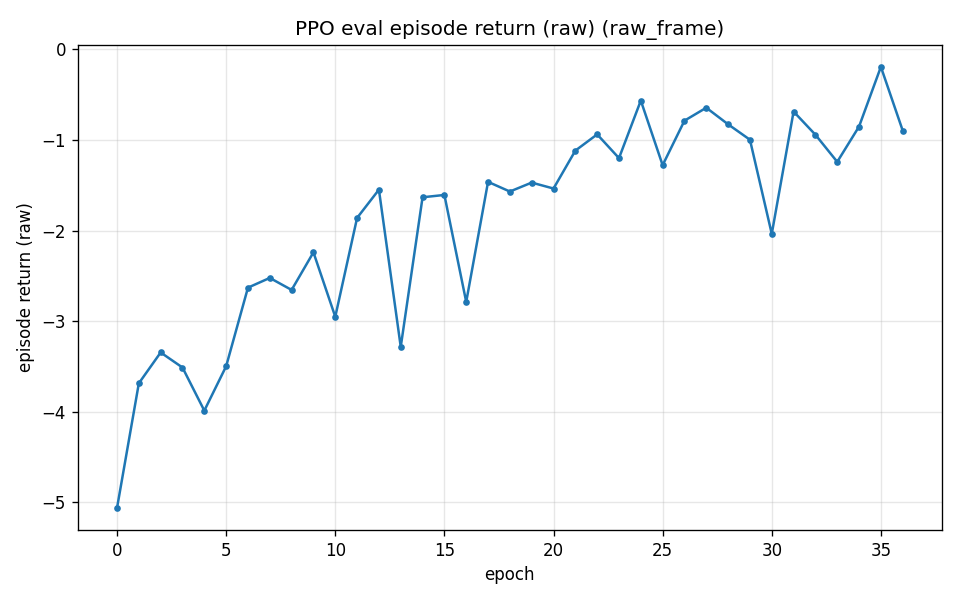 PPO eval episode return (raw) (raw_frame)
0
−1
−2
−3
−4
−5
episode return (raw)
0 5 10 15 20 25 30 35
epoch